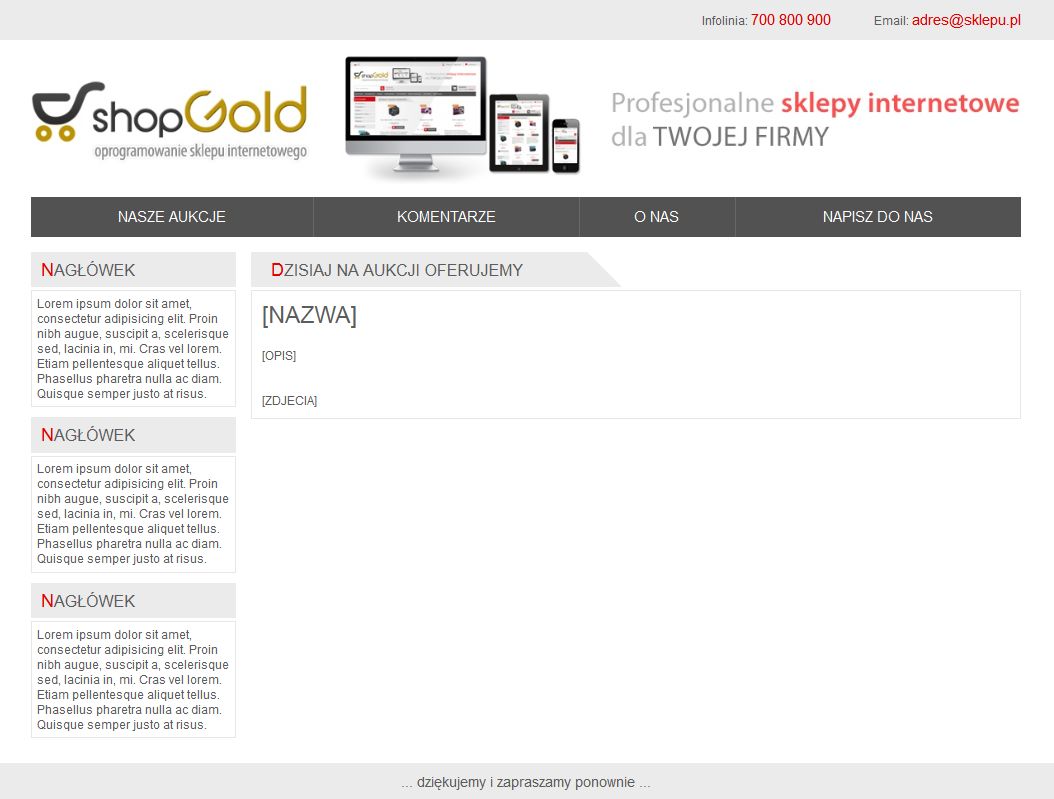 Infolinia: 700 800 900 Email: adres@sklepu.pl
shopGold
oprogramowanie sklepu internetowego
Profesjonalne sklepy internetowe
dla TWOJEJ FIRMY
NASZE AUKCJE KOMENTARZE O NAS NAPISZ DO NAS
NAGŁÓWEK
Lorem ipsum dolor sit amet,
consectetur adipisicing elit. Proin
nibh augue, suscipit a, scelerisque
sed, lacinia in, mi. Cras vel lorem.
Etiam pellentesque aliquet tellus.
Phasellus pharetra nulla ac diam.
Quisque semper justo at risus.
NAGŁÓWEK
Lorem ipsum dolor sit amet,
consectetur adipisicing elit. Proin
nibh augue, suscipit a, scelerisque
sed, lacinia in, mi. Cras vel lorem.
Etiam pellentesque aliquet tellus.
Phasellus pharetra nulla ac diam.
Quisque semper justo at risus.
NAGŁÓWEK
Lorem ipsum dolor sit amet,
consectetur adipisicing elit. Proin
nibh augue, suscipit a, scelerisque
sed, lacinia in, mi. Cras vel lorem.
Etiam pellentesque aliquet tellus.
Phasellus pharetra nulla ac diam.
Quisque semper justo at risus.
DZISIAJ NA AUKCJI OFERUJEMY
[NAZWA]
[OPIS]
[ZDJECIA]
... dziękujemy i zapraszamy ponownie ...